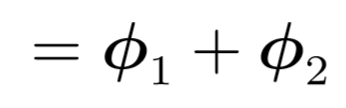 = ϕ₁ + ϕ₂